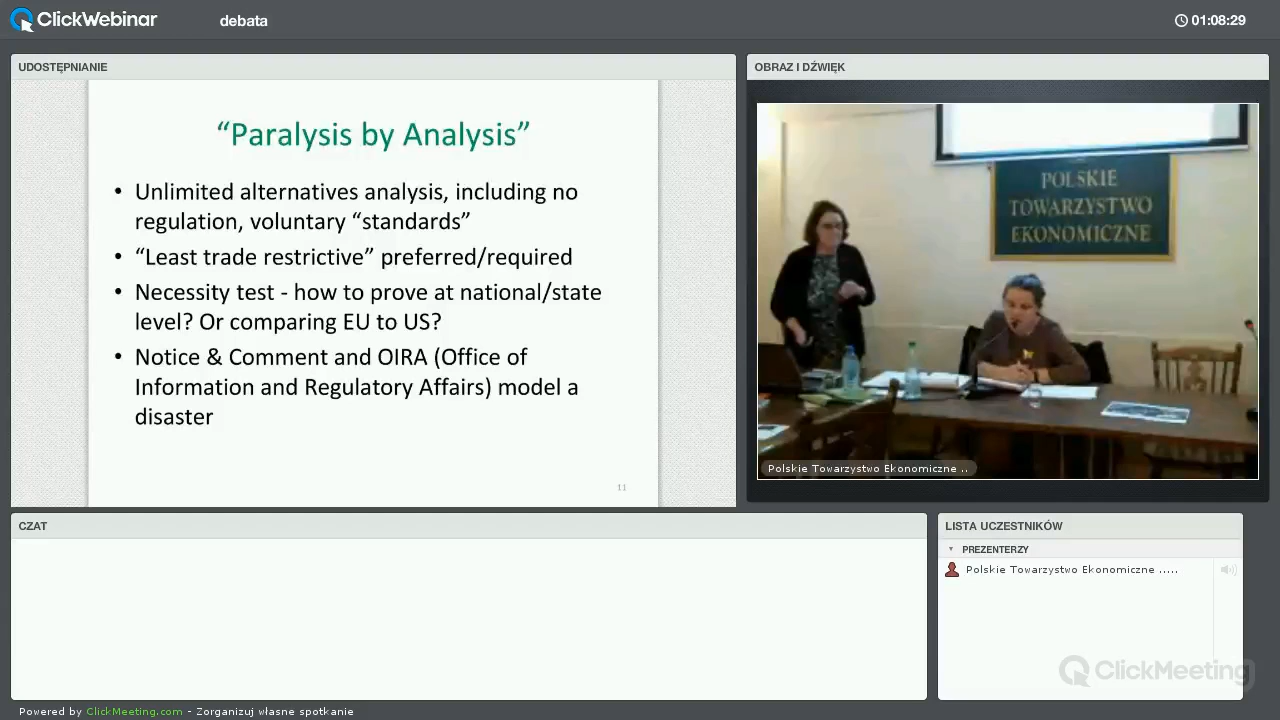 ClickWebinar
debata
01:08:29
UDOSTĘPNIANIE
“Paralysis by Analysis”
• Unlimited alternatives analysis, including no
regulation, voluntary “standards”
• “Least trade restrictive” preferred/required
• Necessity test - how to prove at national/state
level? Or comparing EU to US?
• Notice & Comment and OIRA (Office of
Information and Regulatory Affairs) model a
disaster
11
OBRAZ I DŹWIĘK
POLSKIE
TOWARZYSTWO
EKONOMICZNE
Polskie Towarzystwo Ekonomiczne ..
CZAT
LISTA UCZESTNIKÓW
PREZENTERZY
Polskie Towarzystwo Ekonomiczne .....
ClickMeeting
Powered by ClickMeeting.com - Zorganizuj własne spotkanie